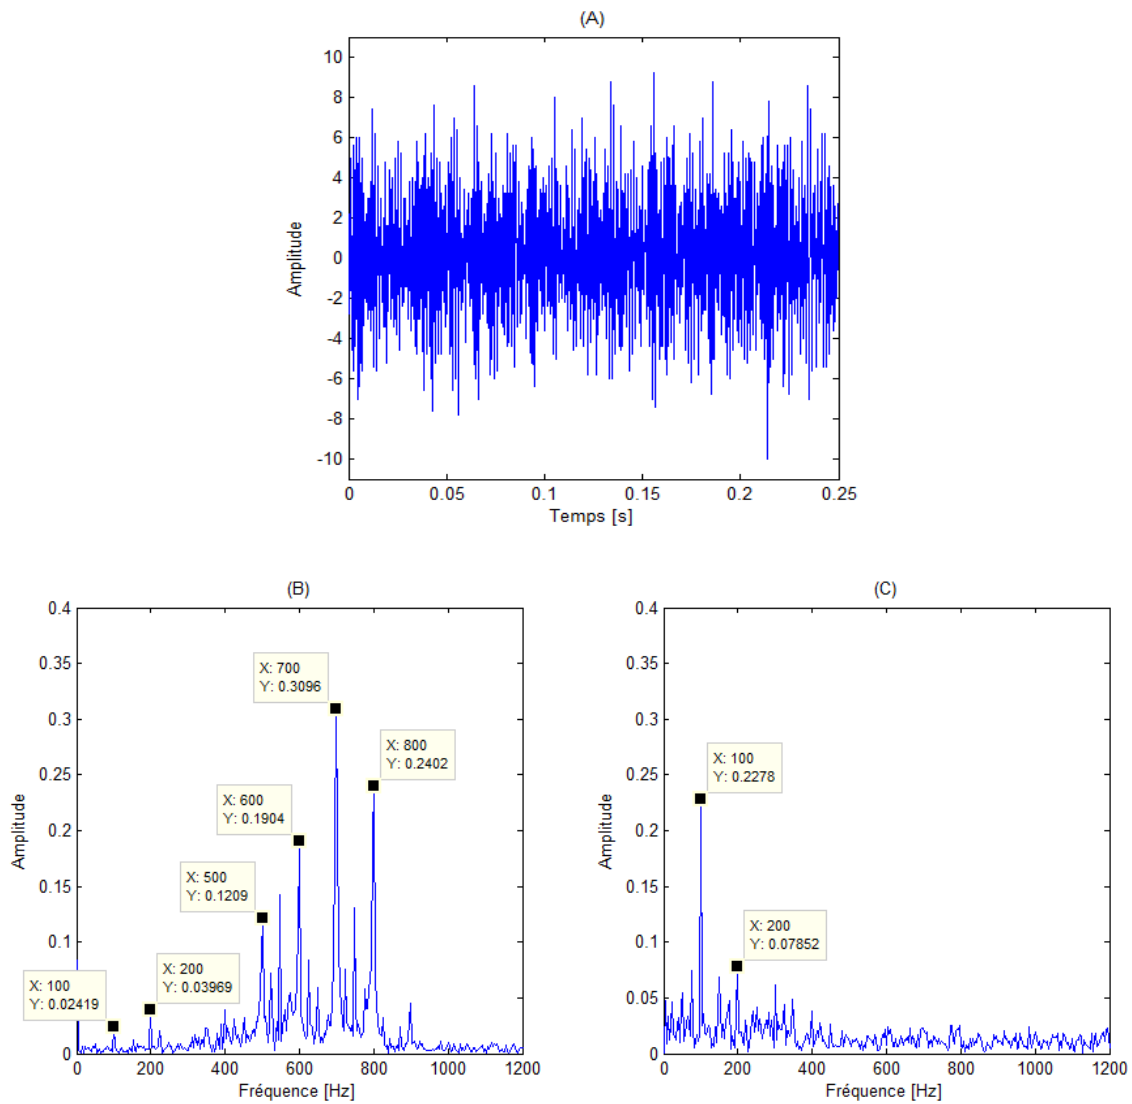 (A)
10
8
6
4
2
0
-2
-4
-6
-8
-10
Amplitude
0 0.05 0.1 0.15 0.2 0.25
Temps [s]
(B)
0.4
0.35
0.3
0.25
0.2
0.15
0.1
0.05
0
Amplitude
X: 700
Y: 0.3096
X: 800
Y: 0.2402
X: 600
Y: 0.1904
X: 500
Y: 0.1209
X: 200
Y: 0.03969
X: 100
Y: 0.02419
0 200 400 600 800 1000 1200
Fréquence [Hz]
(C)
0.4
0.35
0.3
0.25
0.2
0.15
0.1
0.05
0
Amplitude
X: 100
Y: 0.2278
X: 200
Y: 0.07852
0 200 400 600 800 1000 1200
Fréquence [Hz]